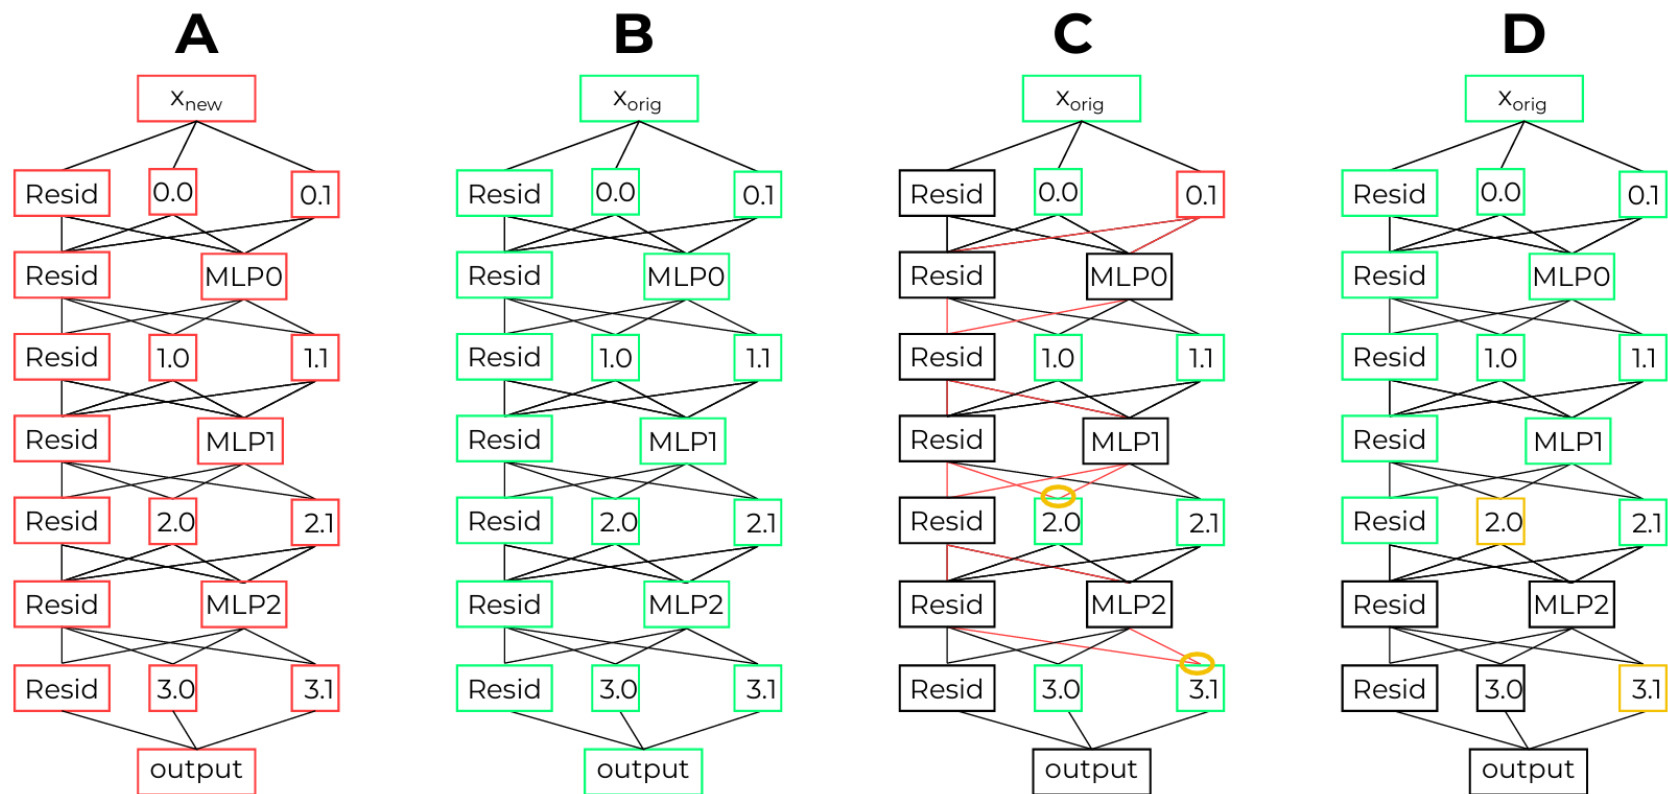 A B C D
x_new x_orig x_orig x_orig
Resid 0.0 0.1 Resid 0.0 0.1 Resid 0.0 0.1 Resid 0.0 0.1
Resid MLP0 Resid MLP0 Resid MLP0 Resid MLP0
Resid 1.0 1.1 Resid 1.0 1.1 Resid 1.0 1.1 Resid 1.0 1.1
Resid MLP1 Resid MLP1 Resid MLP1 Resid MLP1
Resid 2.0 2.1 Resid 2.0 2.1 Resid 2.0 2.1 Resid 2.0 2.1
Resid MLP2 Resid MLP2 Resid MLP2 Resid MLP2
Resid 3.0 3.1 Resid 3.0 3.1 Resid 3.0 3.1 Resid 3.0 3.1
output output output output